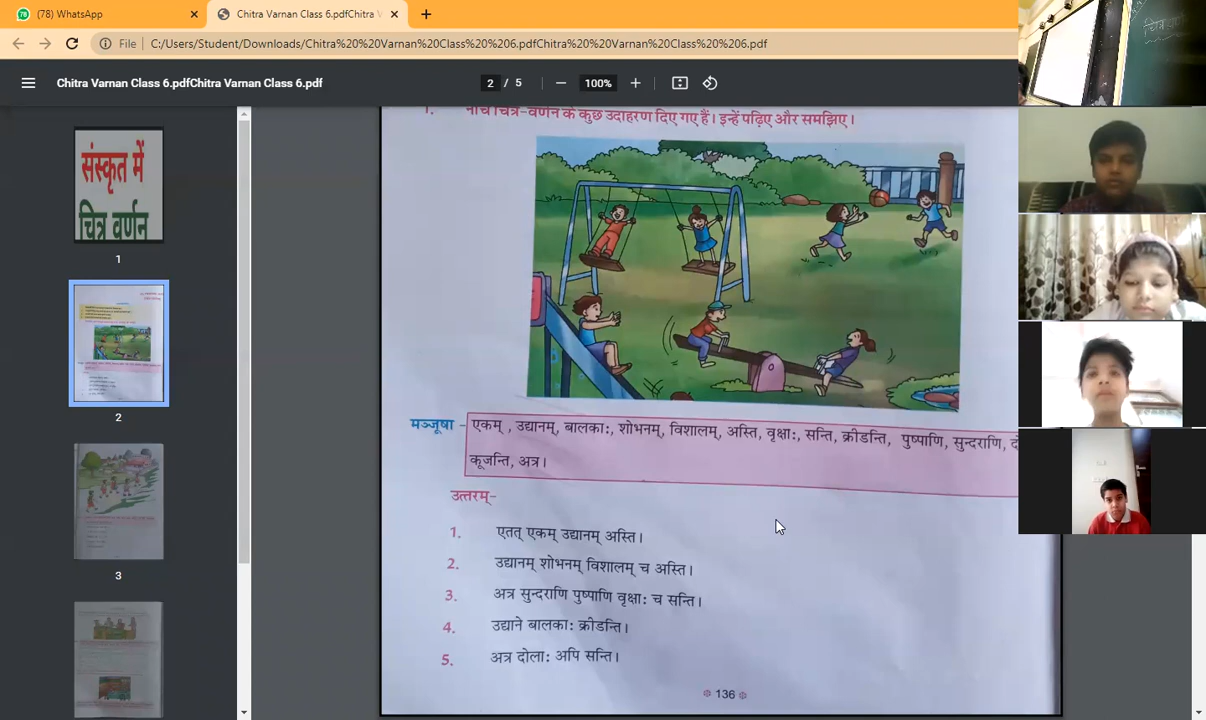 (78) WhatsApp
Chitra Varnan Class 6.pdfChitra V
File C:/Users/Student/Downloads/Chitra%20%20Varnan%20Class%20%206.pdfChitra%20%20Varnan%20Class%20%206.pdf
Chitra Varnan Class 6.pdfChitra Varnan Class 6.pdf
2 / 5
100%
संस्कृत में
चित्र वर्णन
1
2
3
1. नीचे चित्र-वर्णन के कुछ उदाहरण दिए गए हैं। इन्हें पढ़िए और समझिए।
मञ्जूषा - एकम् , उद्यानम्, बालकाः, शोभनम्, विशालम्, अस्ति, वृक्षाः, सन्ति, क्रीडन्ति, पुष्पाणि, सुन्दराणि,
कूजन्ति, अत्र।
उत्तरम्-
1. एतत् एकम् उद्यानम् अस्ति।
2. उद्यानम् शोभनम् विशालम् च अस्ति।
3. अत्र सुन्दराणि पुष्पाणि वृक्षाः च सन्ति।
4. उद्याने बालकाः क्रीडन्ति।
5. अत्र दोलाः अपि सन्ति।
136